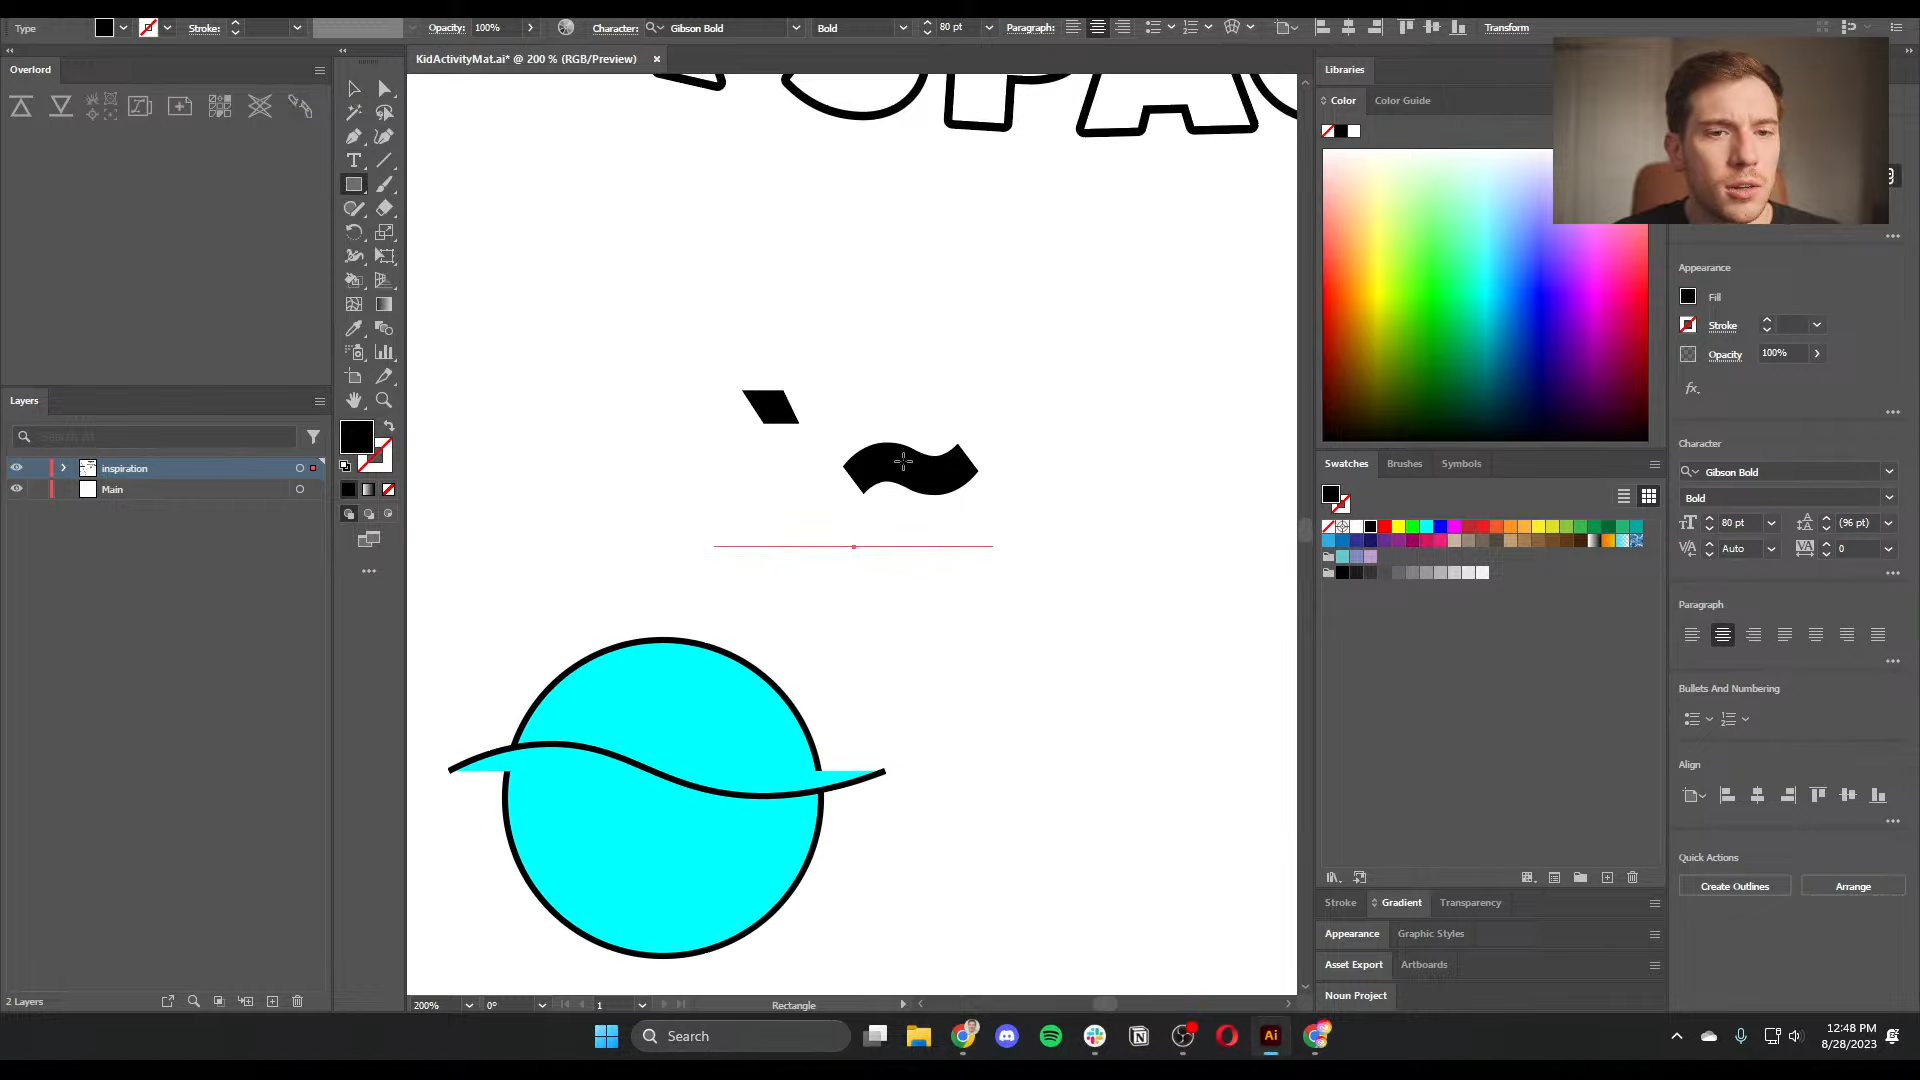 Type
Stroke:
Opacity:
100%
Character:
Gibson Bold
Bold
80 pt
Paragraph:
Transform
Overlord
KidActivityMat.ai* @ 200 % (RGB/Preview)
×
Libraries
Color
Color Guide
Appearance
Fill
Stroke
Opacity
100%
fx.
Layers
Search All
inspiration
Main
Character
Swatches
Brushes
Symbols
Gibson Bold
Bold
80 pt
(96 pt)
Auto
0
Paragraph
Bullets And Numbering
Align
Quick Actions
Create Outlines
Arrange
Stroke
Gradient
Transparency
Appearance
Graphic Styles
Asset Export
Artboards
Noun Project
2 Layers
200%
0°
1
Rectangle
Search
Ai
12:48 PM
8/28/2023